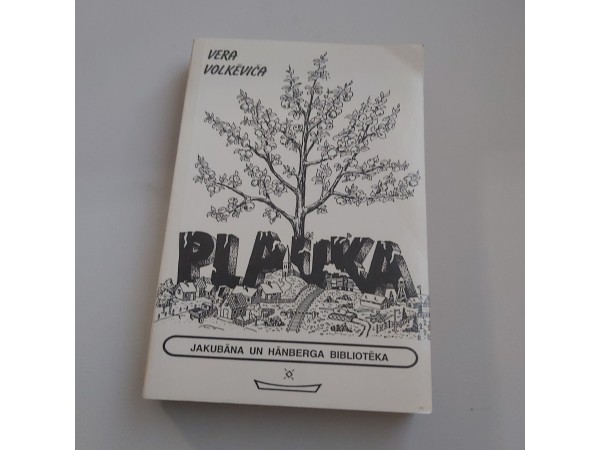 VERA
VOLKĒVIČA
PLAUKA
JAKUBĀNA UN HĀNBERGA BIBLIOTĒKA